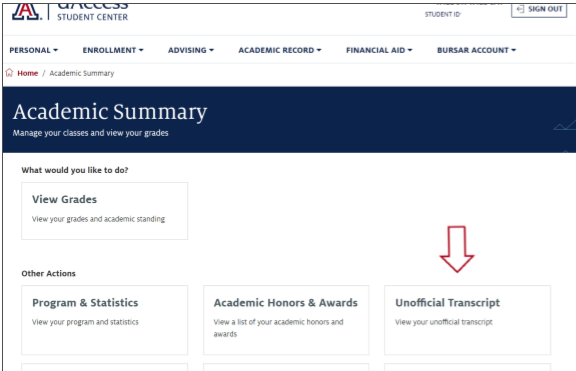 UAccess
STUDENT CENTER
STUDENT ID
SIGN OUT
PERSONAL
ENROLLMENT
ADVISING
ACADEMIC RECORD
FINANCIAL AID
BURSAR ACCOUNT
Home / Academic Summary
Academic Summary
Manage your classes and view your grades
What would you like to do?
View Grades
View your grades and academic standing
Other Actions
Program & Statistics
View your program and statistics
Academic Honors & Awards
View a list of your academic honors and
awards
Unofficial Transcript
View your unofficial transcript